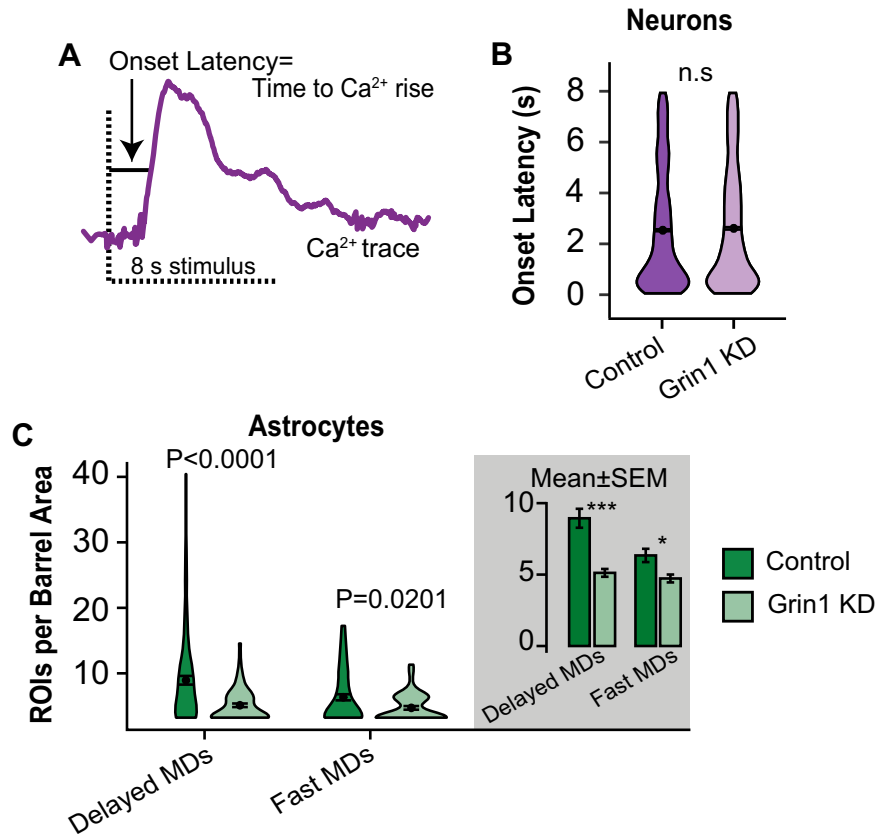 A
Onset Latency=
Time to Ca²⁺ rise
Ca²⁺ trace
8 s stimulus
Neurons
B
n.s
Onset Latency (s)
8
6
4
2
0
Control
Grin1 KD
C
Astrocytes
P<0.0001
P=0.0201
ROIs per Barrel Area
40
30
20
10
Delayed MDs
Fast MDs
Mean±SEM
10
5
0
***
*
Delayed MDs
Fast MDs
Control
Grin1 KD